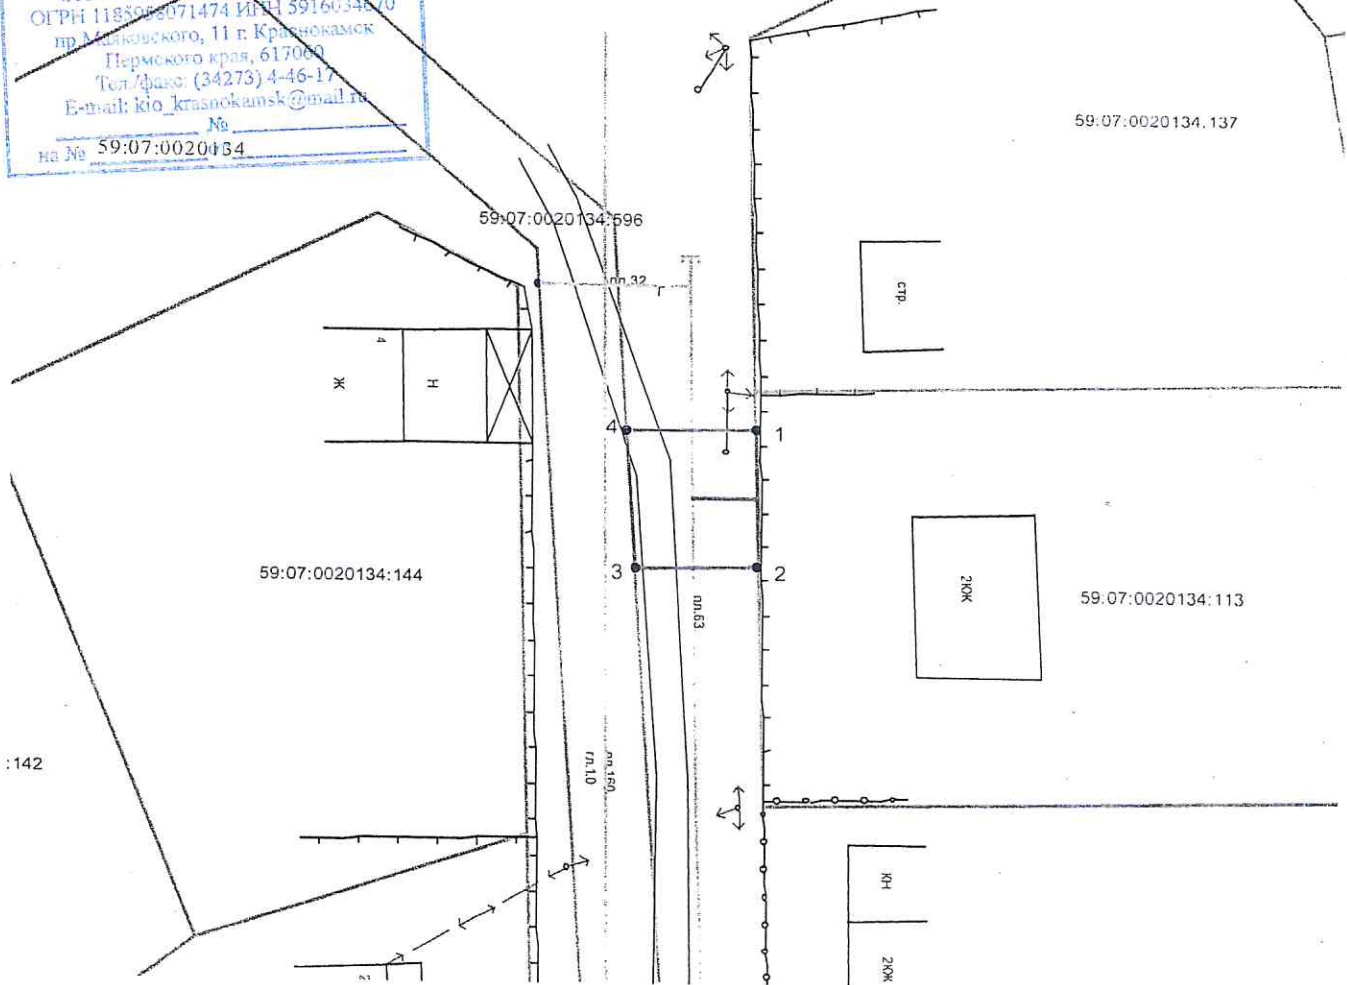 ОГРН 1185958071474 ИНН 5916034670
пр.Маяковского, 11 г. Краснокамск
Пермского края, 617060
Тел./факс: (34273) 4-46-17
E-mail: kio_krasnokamsk@mail.ru
№
на № 59:07:0020134
59:07:0020134.137
59:07:0020134:596
пл.32
Г
стр.
4
Ж
Н
4
1
3
2
59:07:0020134:144
2КЖ
59.07:0020134:113
пл.63
:142
гл.10
пл.160
КН
2КЖ